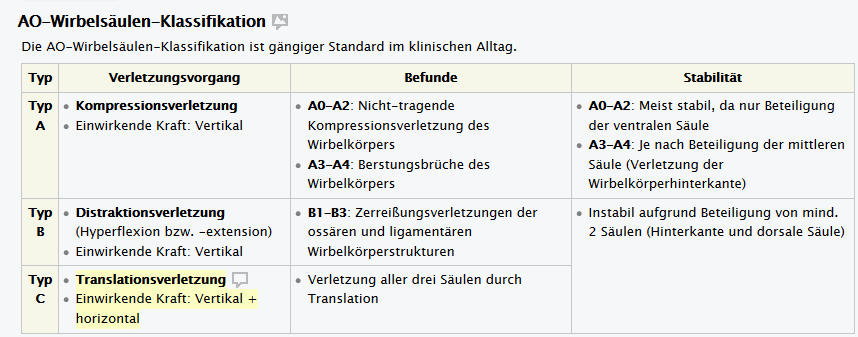 AO-Wirbelsäulen-Klassifikation
Die AO-Wirbelsäulen-Klassifikation ist gängiger Standard im klinischen Alltag.
Typ
Verletzungsvorgang
Befunde
Stabilität
Typ
A
Kompressionsverletzung
Einwirkende Kraft: Vertikal
A0-A2: Nicht-tragende
Kompressionsverletzung des
Wirbelkörpers
A3-A4: Berstungsbrüche des
Wirbelkörpers
A0-A2: Meist stabil, da nur Beteiligung
der ventralen Säule
A3-A4: Je nach Beteiligung der mittleren
Säule (Verletzung der
Wirbelkörperhinterkante)
Typ
B
Distraktionsverletzung
(Hyperflexion bzw. -extension)
Einwirkende Kraft: Vertikal
B1-B3: Zerreißungsverletzungen der
ossären und ligamentären
Wirbelkörperstrukturen
Instabil aufgrund Beteiligung von mind.
2 Säulen (Hinterkante und dorsale Säule)
Typ
C
Translationsverletzung
Einwirkende Kraft: Vertikal +
horizontal
Verletzung aller drei Säulen durch
Translation